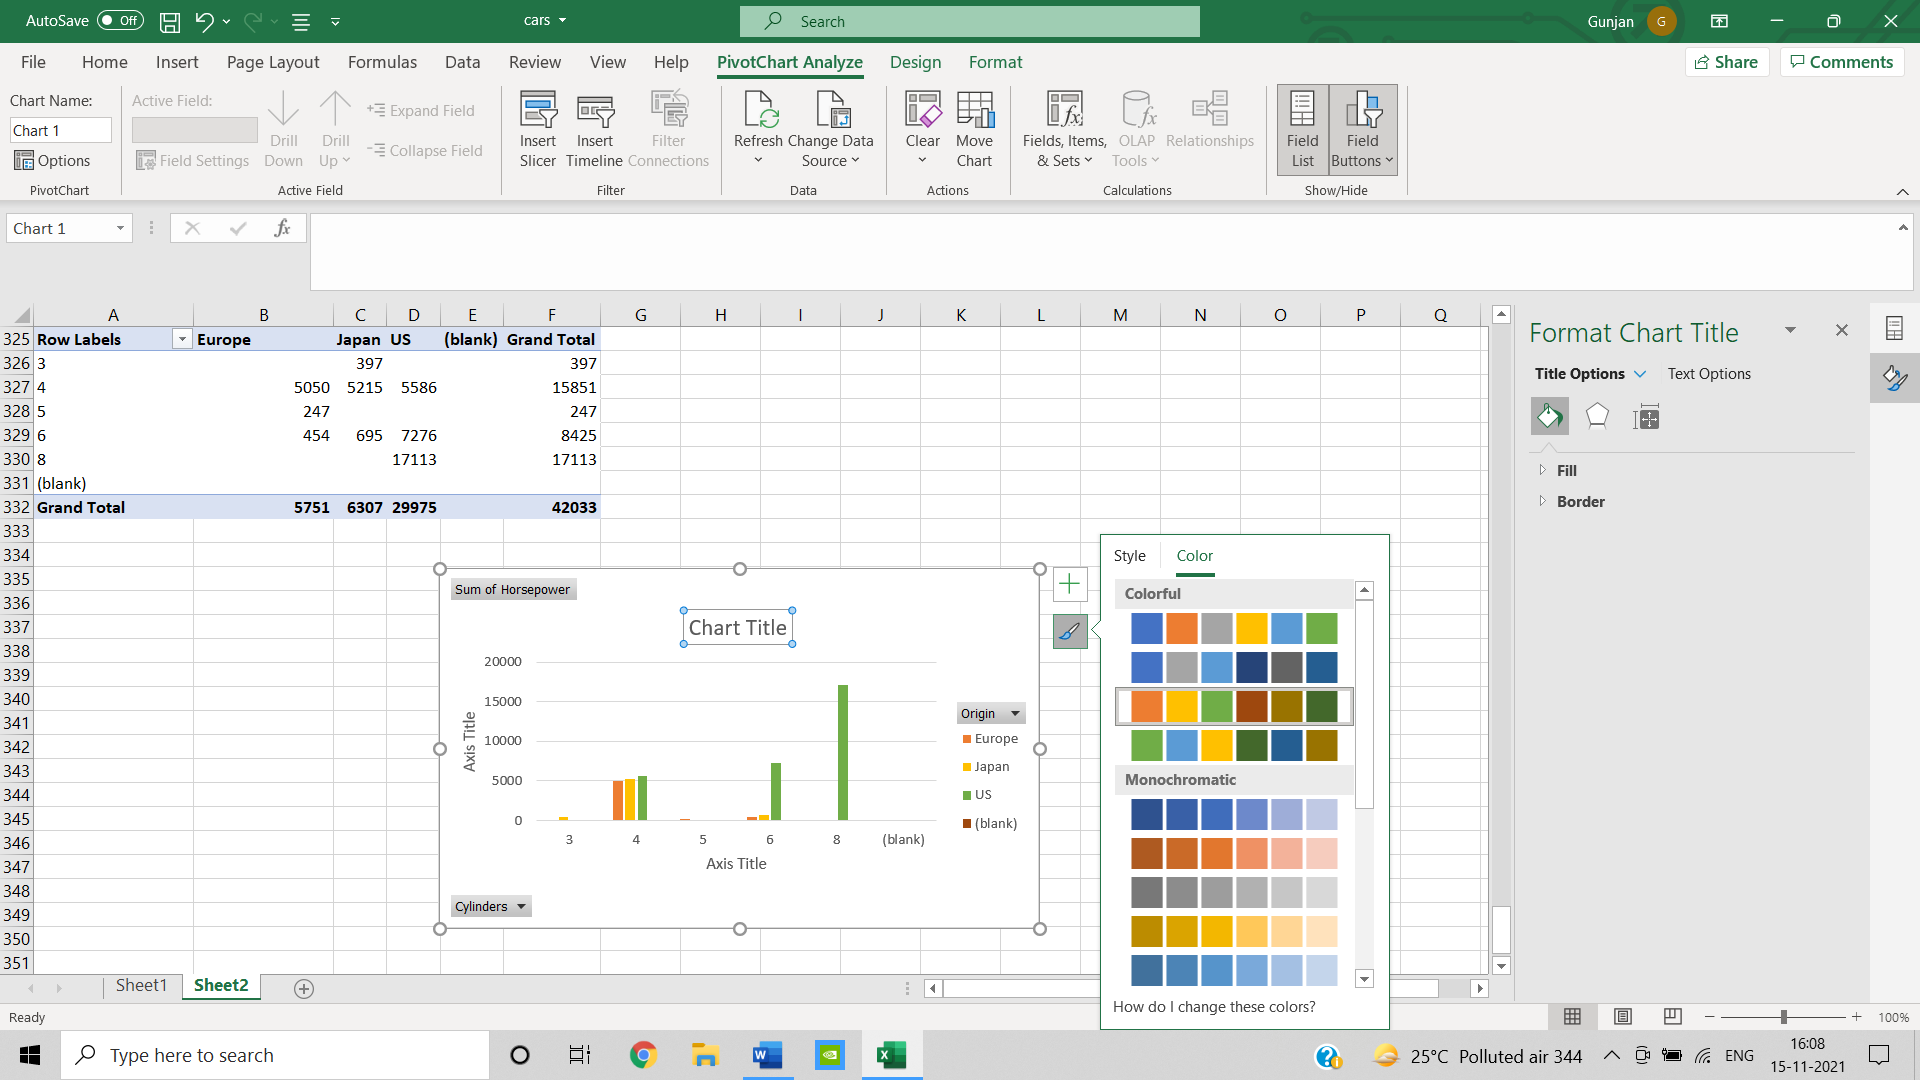 AutoSave Off
cars
Search
Gunjan G
File Home Insert Page Layout Formulas Data Review View Help PivotChart Analyze Design Format
Share Comments
Chart Name:
Chart 1
Options
PivotChart
Active Field:
Field Settings
Drill Down
Drill Up
Expand Field
Collapse Field
Active Field
Insert Slicer
Insert Timeline
Filter Connections
Filter
Refresh
Change Data Source
Data
Clear
Move Chart
Actions
Fields, Items, & Sets
OLAP Tools
Relationships
Calculations
Field List
Field Buttons
Show/Hide
Chart 1
fx
A B C D E F G H I J K L M N O P Q
325 Row Labels Europe Japan US (blank) Grand Total
326 3 397 397
327 4 5050 5215 5586 15851
328 5 247 247
329 6 454 695 7276 8425
330 8 17113 17113
331 (blank)
332 Grand Total 5751 6307 29975 42033
333
334
335
336
337
338
339
340
341
342
343
344
345
346
347
348
349
350
351
Sum of Horsepower
Chart Title
20000
15000
10000
5000
0
Axis Title
3 4 5 6 8 (blank)
Axis Title
Origin
Europe
Japan
US
(blank)
Cylinders
Style Color
Colorful
Monochromatic
How do I change these colors?
Format Chart Title
Title Options Text Options
Fill
Border
Sheet1 Sheet2
Ready
100%
Type here to search
25°C Polluted air 344
ENG
16:08
15-11-2021